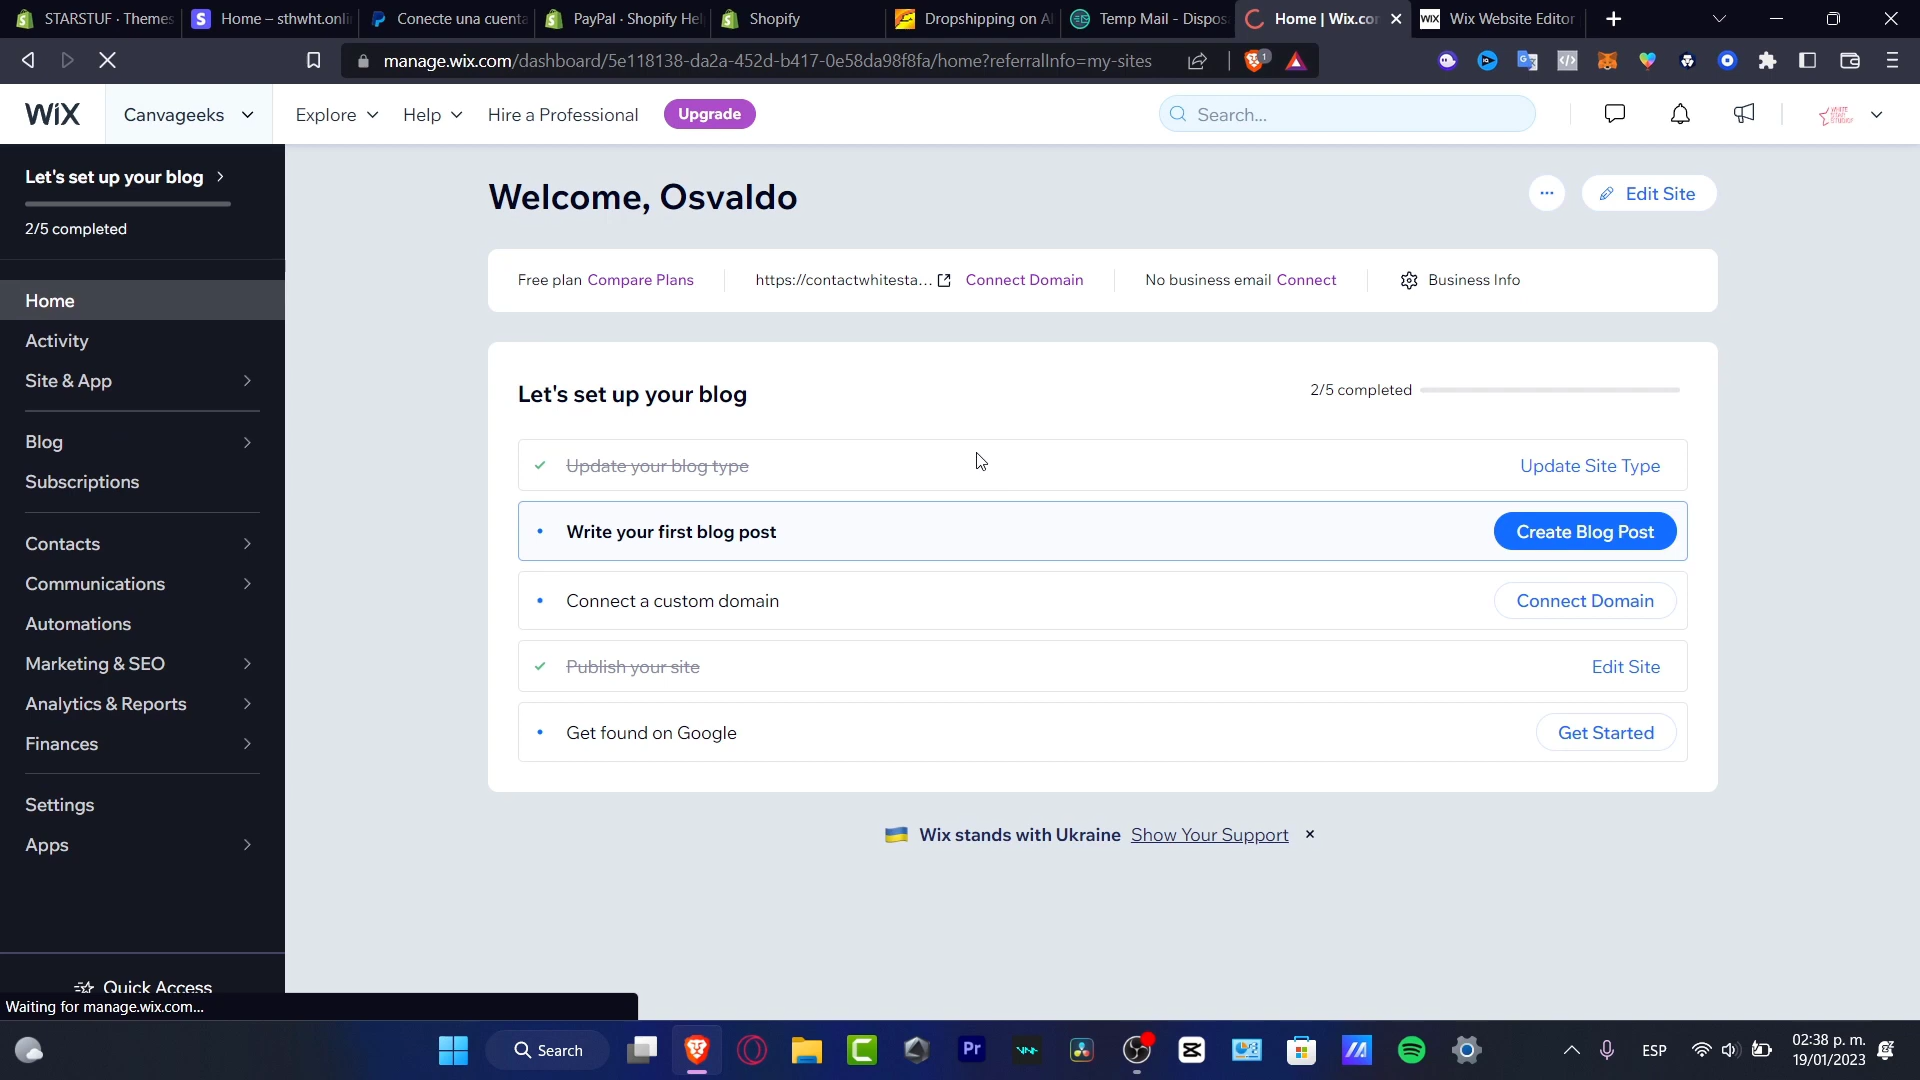 STARSTUF · Themes
Home – sthwht.onli
Conecte una cuenta
PayPal · Shopify Hel
Shopify
Dropshipping on A
Temp Mail - Dispos
Home | Wix.co
Wix Website Editor
manage.wix.com/dashboard/5e118138-da2a-452d-b417-0e58da98f8fa/home?referralInfo=my-sites
WiX
Canvageeks
Explore
Help
Hire a Professional
Upgrade
Search...
WHITE STAR STUDIO
Let's set up your blog
2/5 completed
Home
Activity
Site & App
Blog
Subscriptions
Contacts
Communications
Automations
Marketing & SEO
Analytics & Reports
Finances
Settings
Apps
Quick Access
Waiting for manage.wix.com...
Welcome, Osvaldo
Edit Site
Free plan Compare Plans
https://contactwhitesta... Connect Domain
No business email Connect
Business Info
Let's set up your blog
2/5 completed
Update your blog type
Update Site Type
Write your first blog post
Create Blog Post
Connect a custom domain
Connect Domain
Publish your site
Edit Site
Get found on Google
Get Started
Wix stands with Ukraine Show Your Support
Search
Pr
ESP
02:38 p. m.
19/01/2023